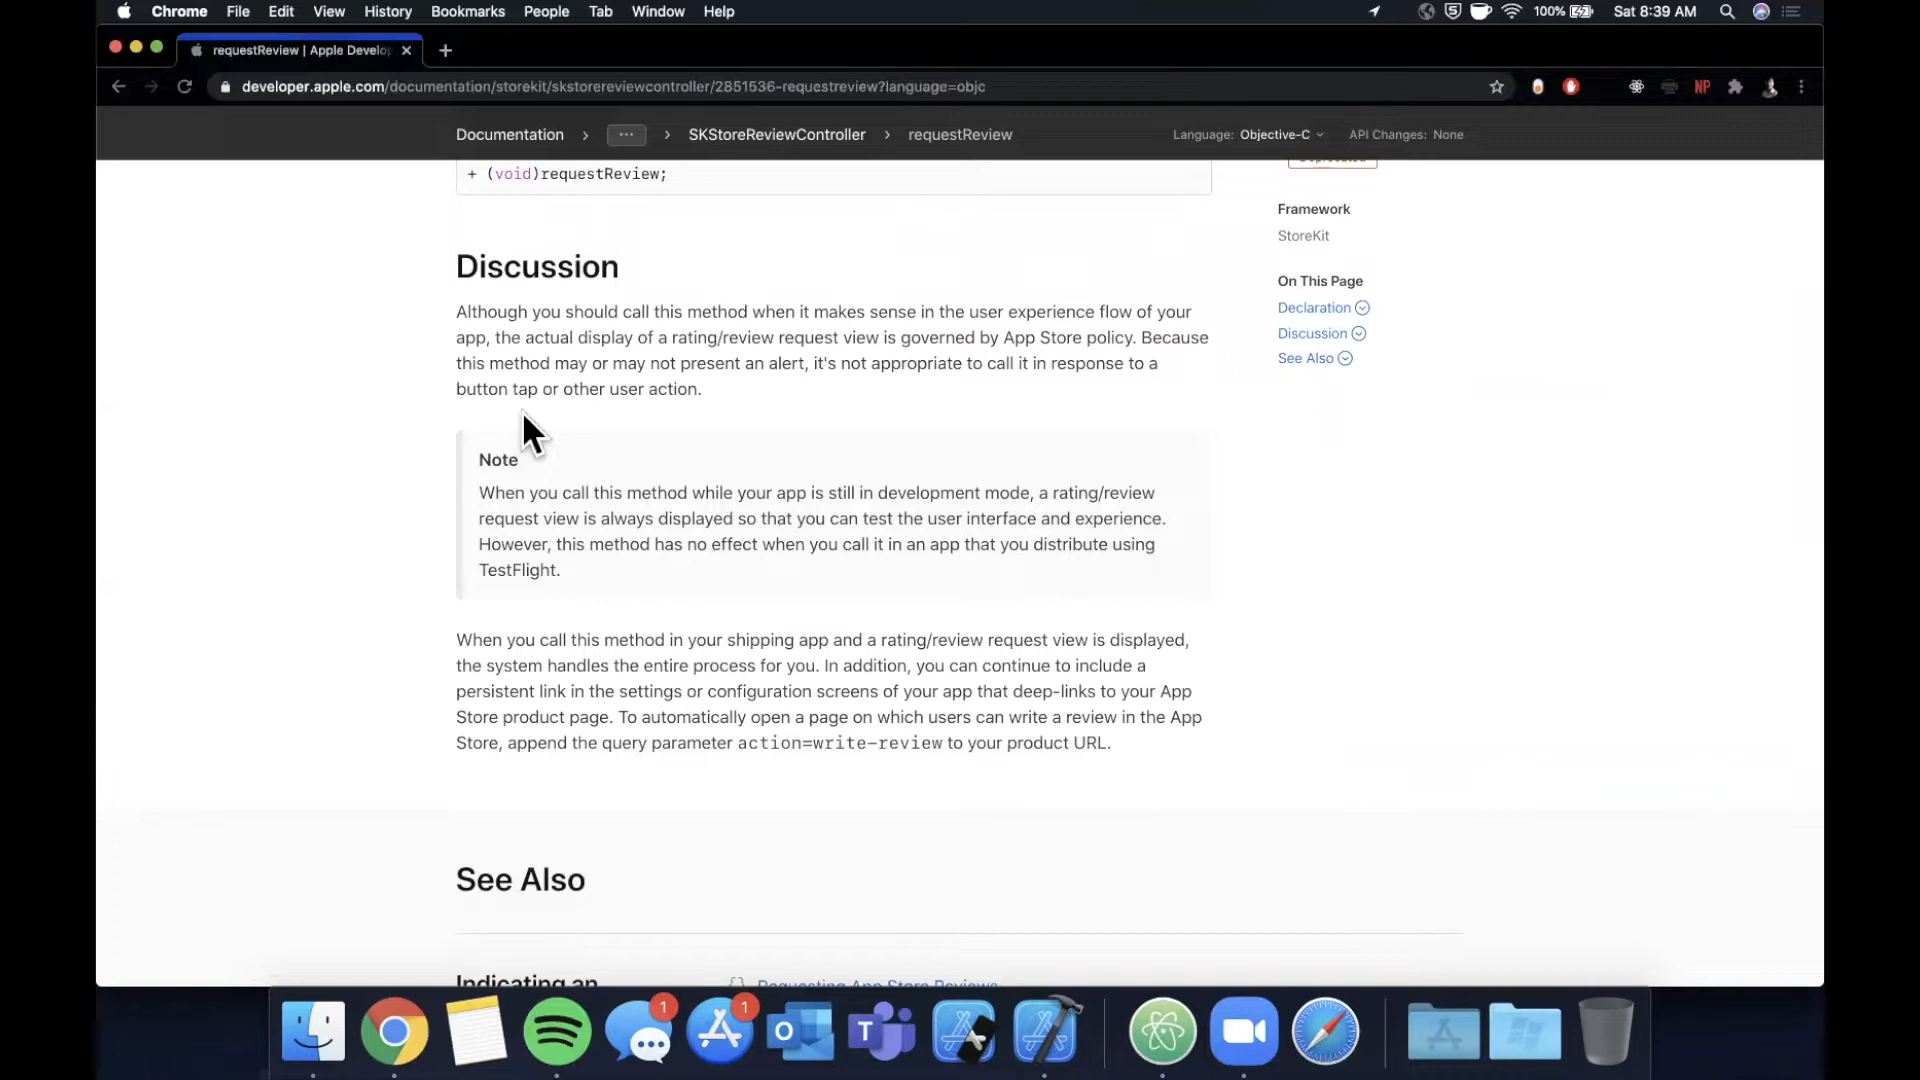 Chrome File Edit View History Bookmarks People Tab Window Help 100% Sat 8:39 AM
requestReview | Apple Develo
developer.apple.com/documentation/storekit/skstorereviewcontroller/2851536-requestreview?language=objc
NP
Documentation › ··· › SKStoreReviewController › requestReview Language: Objective-C API Changes: None
+ (void)requestReview;
Discussion
Although you should call this method when it makes sense in the user experience flow of your
app, the actual display of a rating/review request view is governed by App Store policy. Because
this method may or may not present an alert, it's not appropriate to call it in response to a
button tap or other user action.
Note
When you call this method while your app is still in development mode, a rating/review
request view is always displayed so that you can test the user interface and experience.
However, this method has no effect when you call it in an app that you distribute using
TestFlight.
When you call this method in your shipping app and a rating/review request view is displayed,
the system handles the entire process for you. In addition, you can continue to include a
persistent link in the settings or configuration screens of your app that deep-links to your App
Store product page. To automatically open a page on which users can write a review in the App
Store, append the query parameter action=write-review to your product URL.
Framework
StoreKit
On This Page
Declaration
Discussion
See Also
See Also
Indicating an
{} Requesting App Store Reviews
1
1